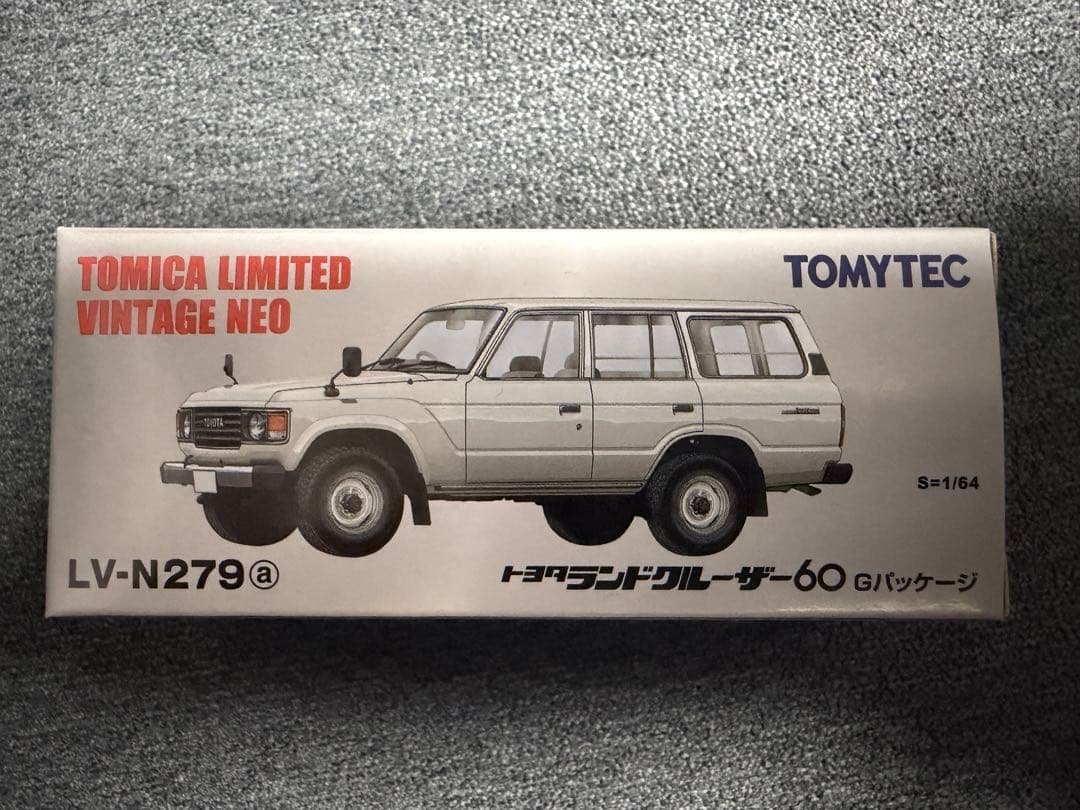 TOMICA LIMITED
VINTAGE NEO
TOMYTEC
TOYOTA
S=1/64
LV-N279ⓐ
トヨタランドクルーザー60 Gパッケージ